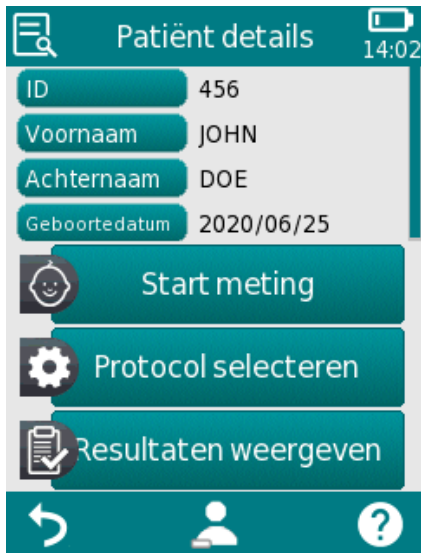 Patiënt details
14:02
ID 456
Voornaam JOHN
Achternaam DOE
Geboortedatum 2020/06/25
Start meting
Protocol selecteren
Resultaten weergeven
?